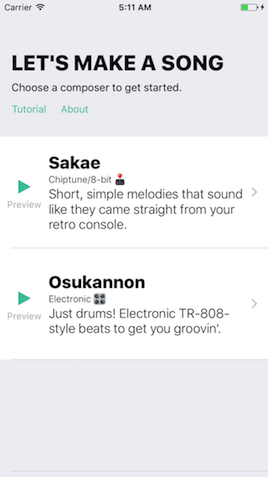 Carrier 5:11 AM
LET'S MAKE A SONG
Choose a composer to get started.
Tutorial About
Sakae
Chiptune/8-bit 🕹️
Preview
Short, simple melodies that sound
like they came straight from your
retro console.
Osukannon
Electronic 🎛️
Preview
Just drums! Electronic TR-808-
style beats to get you groovin'.